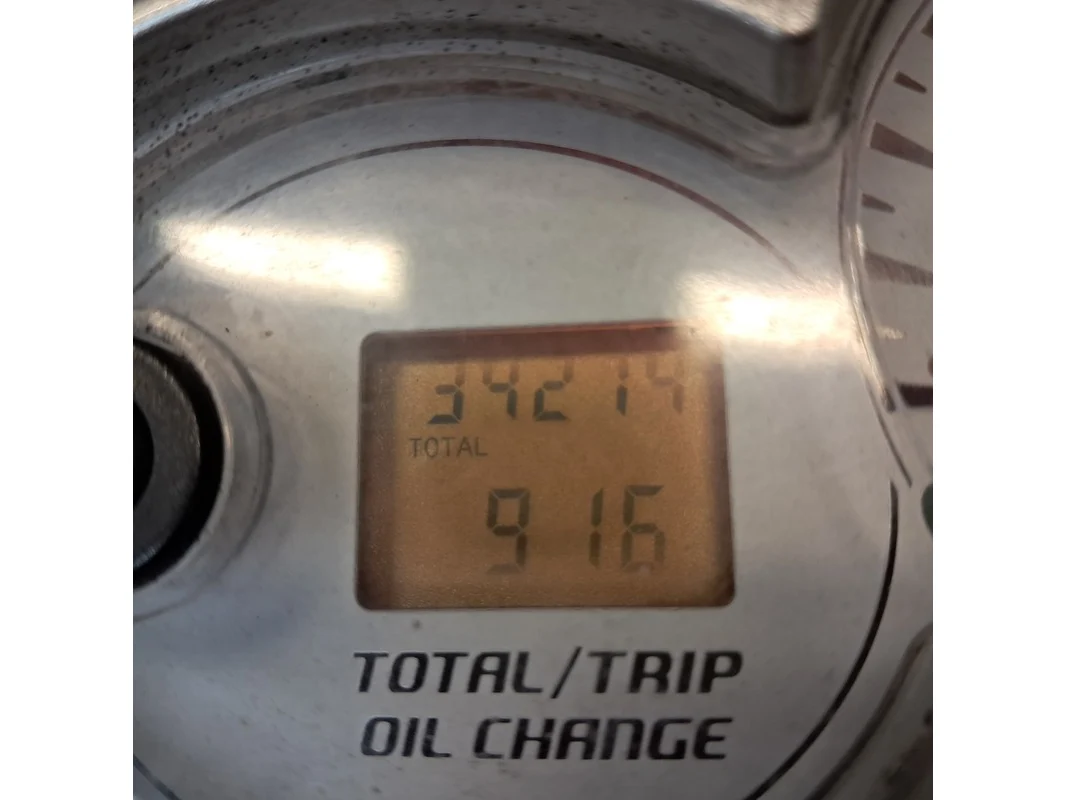 34214
TOTAL
916
TOTAL/TRIP
OIL CHANGE